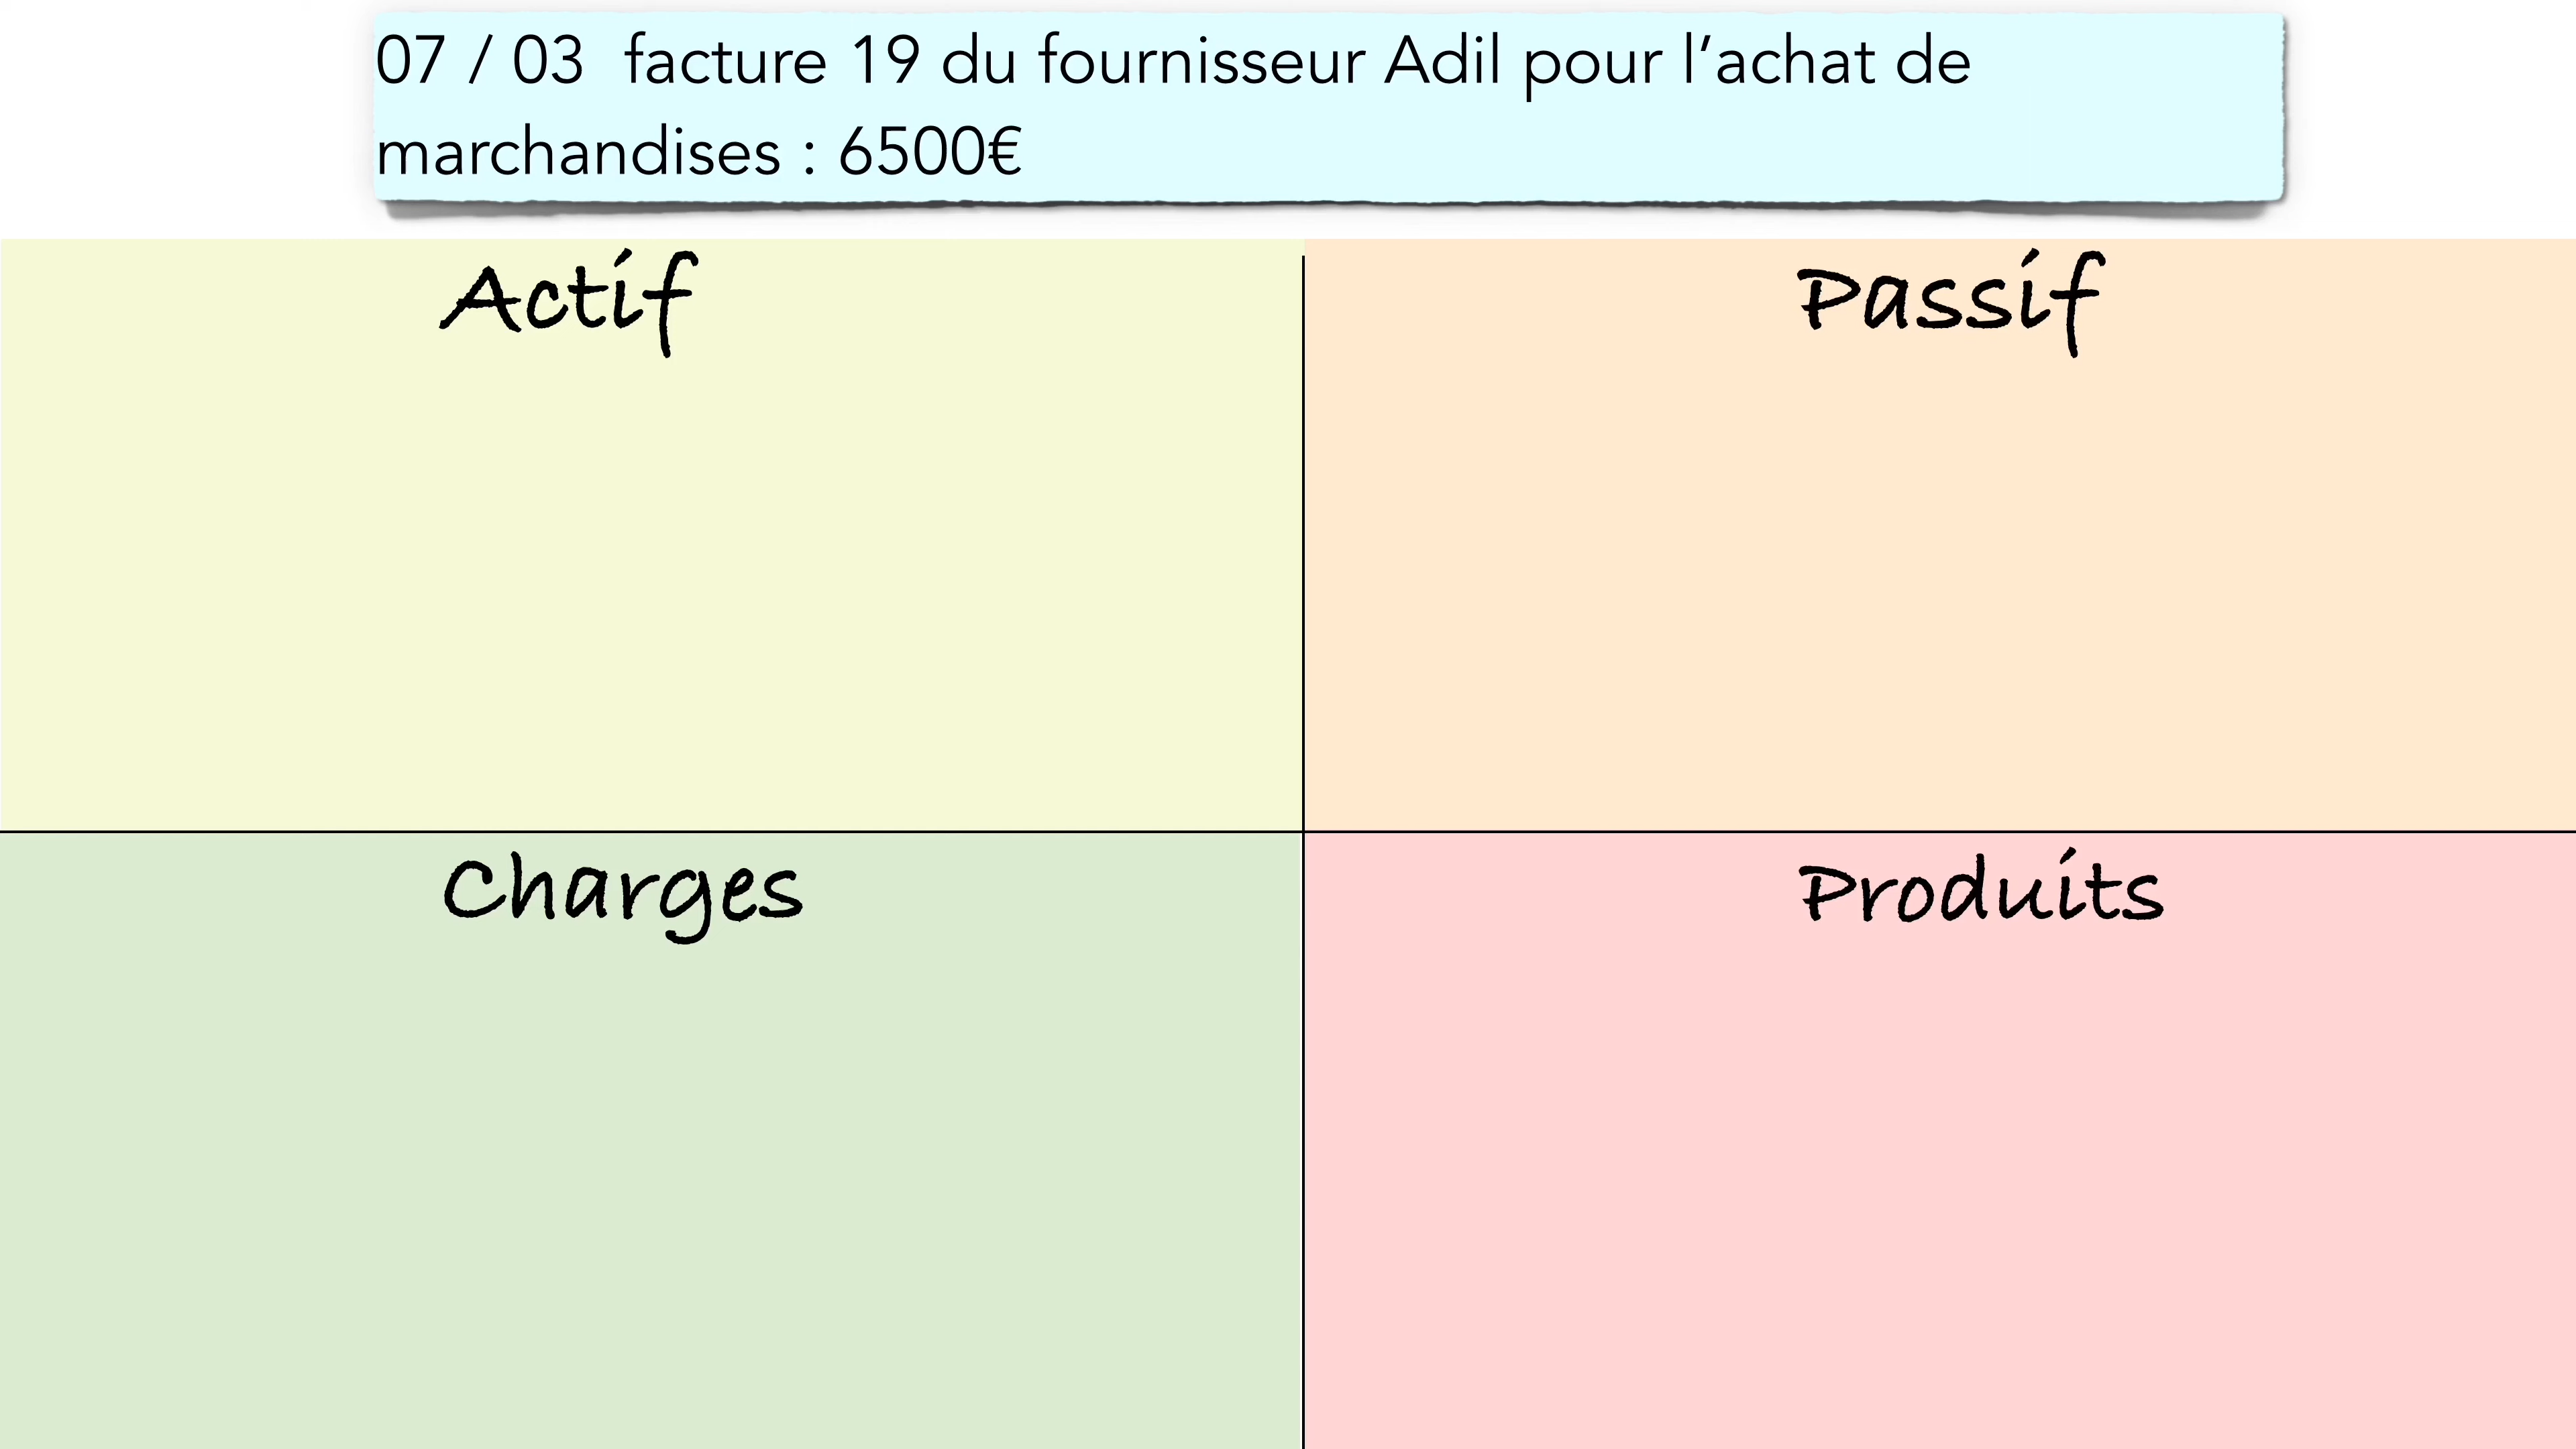 07 / 03  facture 19 du fournisseur Adil pour l’achat de
marchandises : 6500€
Actif
Passif
Charges
Produits